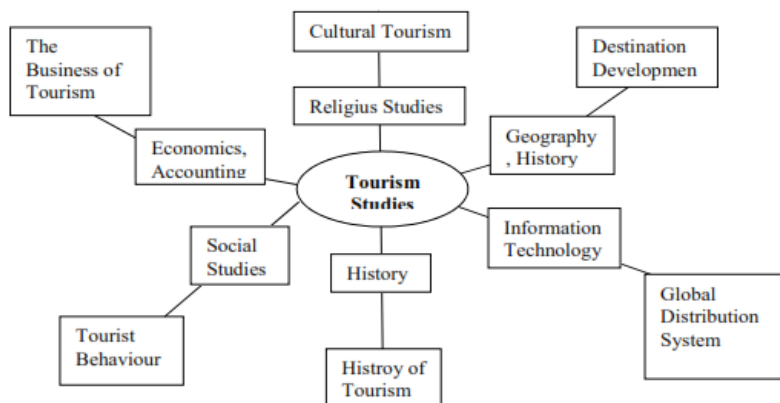 Cultural Tourism
The
Business of
Tourism
Destination
Developmen
Religius Studies
Economics,
Accounting
Geography
, History
Tourism
Studies
Social
Studies
History
Information
Technology
Tourist
Behaviour
Histroy of
Tourism
Global
Distribution
System